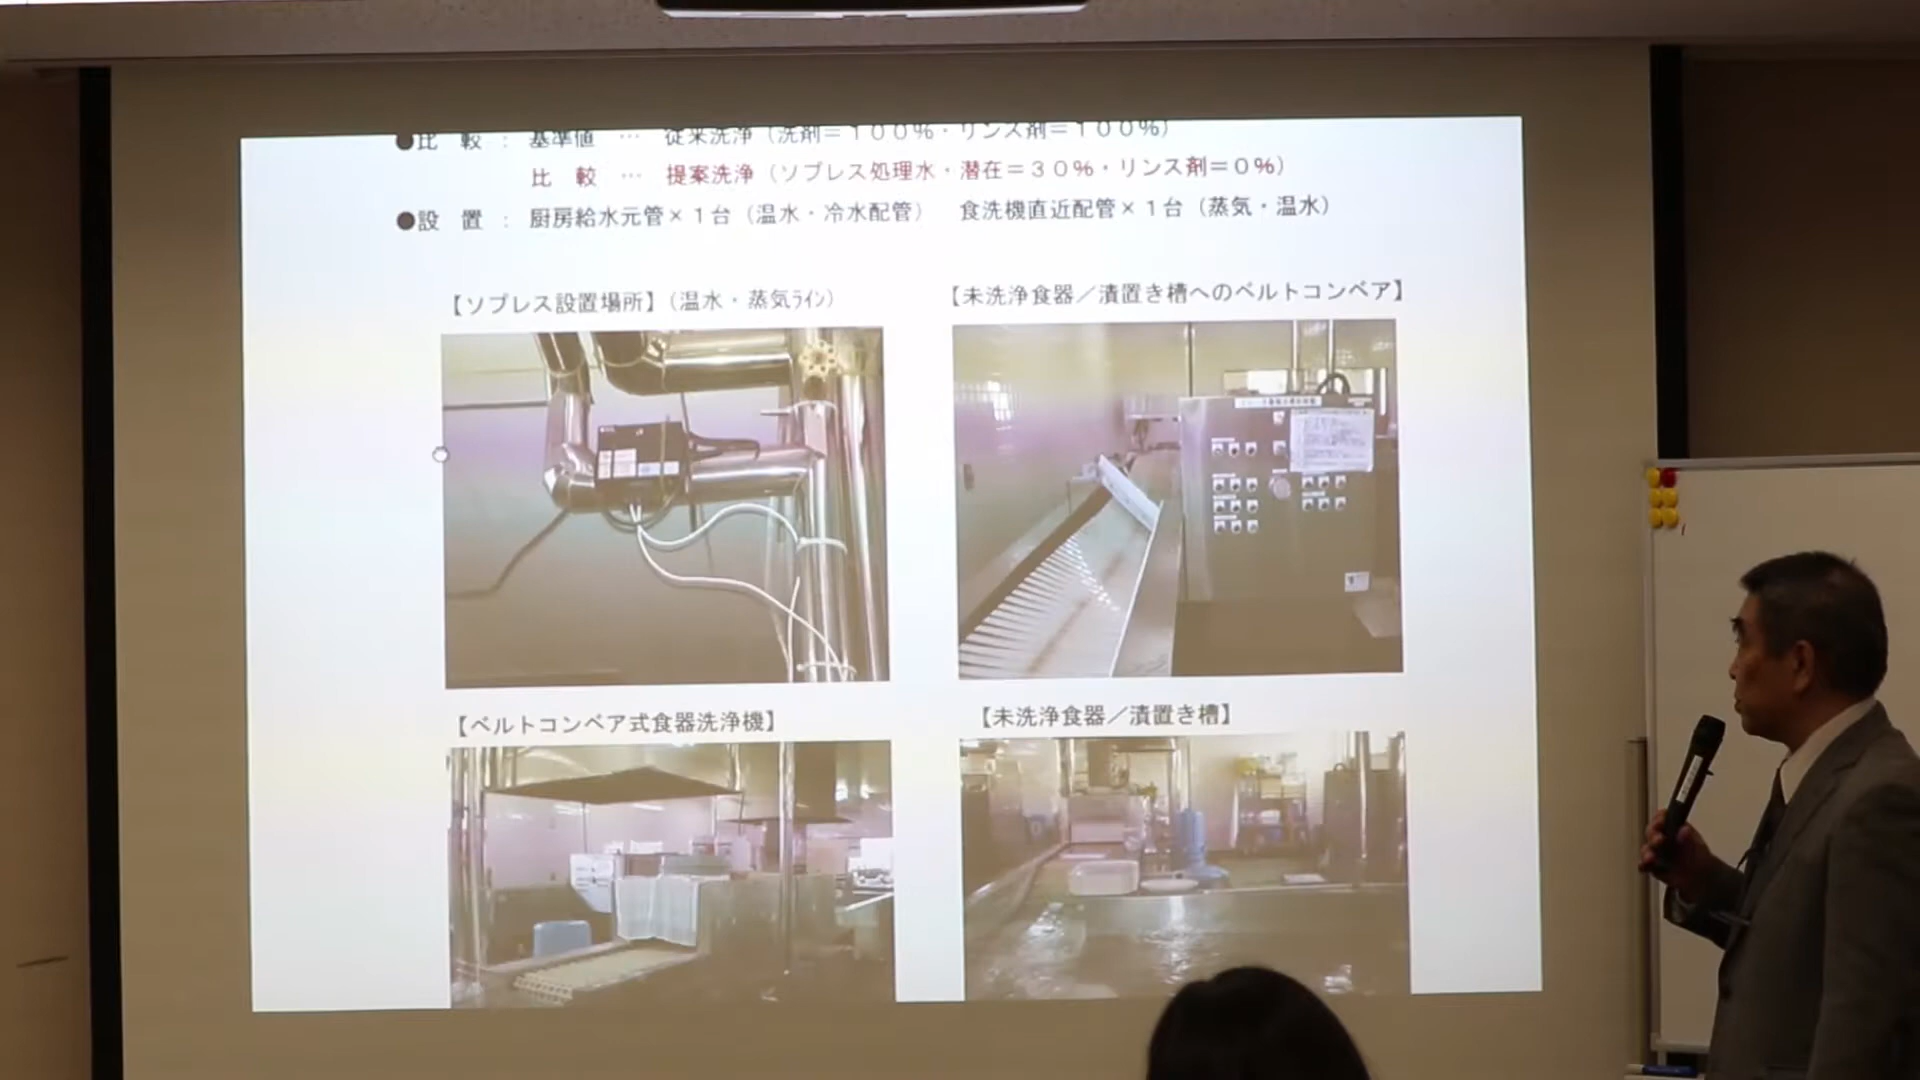 ●比　較　：　基準値　…　従来洗浄（洗剤＝１００％・リンス剤＝１００％）
比　較　…　提案洗浄（ソプレス処理水・潜在＝３０％・リンス剤＝０％）
●設　置　：　厨房給水元管×１台（温水・冷水配管）　食洗機直近配管×１台（蒸気・温水）
【ソプレス設置場所】（温水・蒸気ﾗｲﾝ）
【未洗浄食器／漬置き槽へのベルトコンベア】
【ベルトコンベア式食器洗浄機】
【未洗浄食器／漬置き槽】